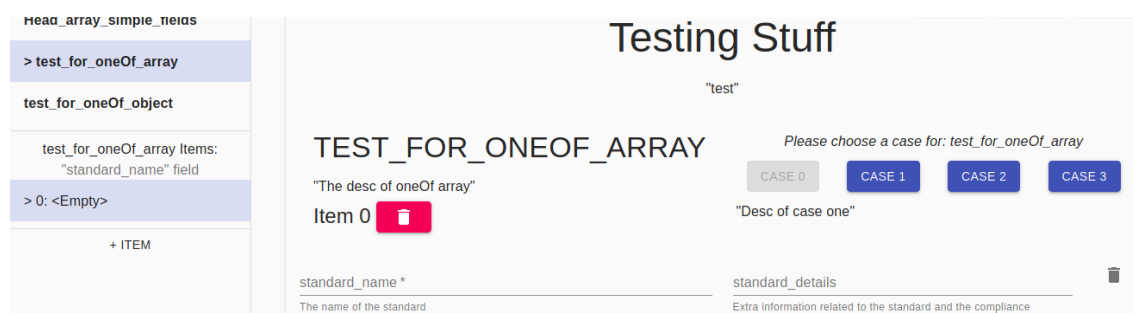 Head_array_simple_fields
> test_for_oneOf_array
test_for_oneOf_object
test_for_oneOf_array Items:
"standard_name" field
> 0: <Empty>
+ ITEM
Testing Stuff
"test"
TEST_FOR_ONEOF_ARRAY
"The desc of oneOf array"
Item 0
Please choose a case for: test_for_oneOf_array
CASE 0 CASE 1 CASE 2 CASE 3
"Desc of case one"
standard_name *
The name of the standard
standard_details
Extra information related to the standard and the compliance